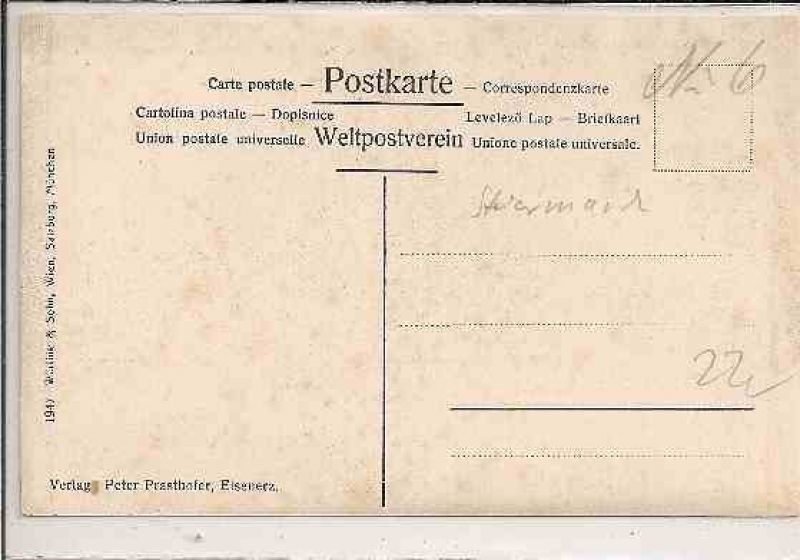 Carte postale — Postkarte — Correspondenzkarte
Cartolina postale — Dopisnice Levelező Lap — Briefkaart
Union postale universelle Weltpostverein Unione postale universale.
Steiermark
22
1947 Würthle & Sohn, Wien, Salzburg, München
Verlag Peter Prasthofer, Eisenerz.